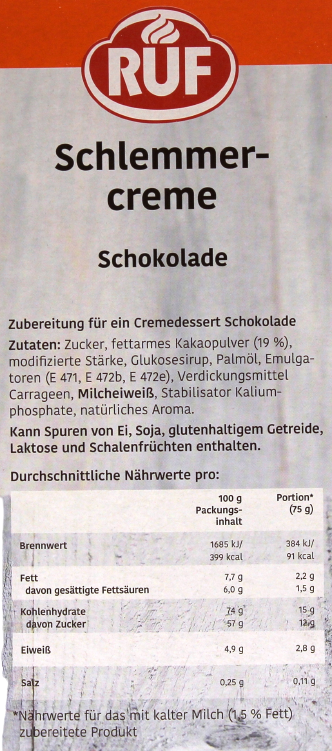 RUF
Schlemmer-
creme
Schokolade
Zubereitung für ein Cremedessert Schokolade
Zutaten: Zucker, fettarmes Kakaopulver (19 %),
modifizierte Stärke, Glukosesirup, Palmöl, Emulga-
toren (E 471, E 472b, E 472e), Verdickungsmittel
Carrageen, Milcheiweiß, Stabilisator Kalium-
phosphate, natürliches Aroma.
Kann Spuren von Ei, Soja, glutenhaltigem Getreide,
Laktose und Schalenfrüchten enthalten.
Durchschnittliche Nährwerte pro:
100 g Portion*
Packungs- (75 g)
inhalt
Brennwert 1685 kJ/ 384 kJ/
399 kcal 91 kcal
Fett 7,7 g 2,2 g
davon gesättigte Fettsäuren 6,0 g 1,5 g
Kohlenhydrate 74 g 15 g
davon Zucker 57 g 12 g
Eiweiß 4,9 g 2,8 g
Salz 0,25 g 0,11 g
*Nährwerte für das mit kalter Milch (1,5 % Fett)
zubereitete Produkt